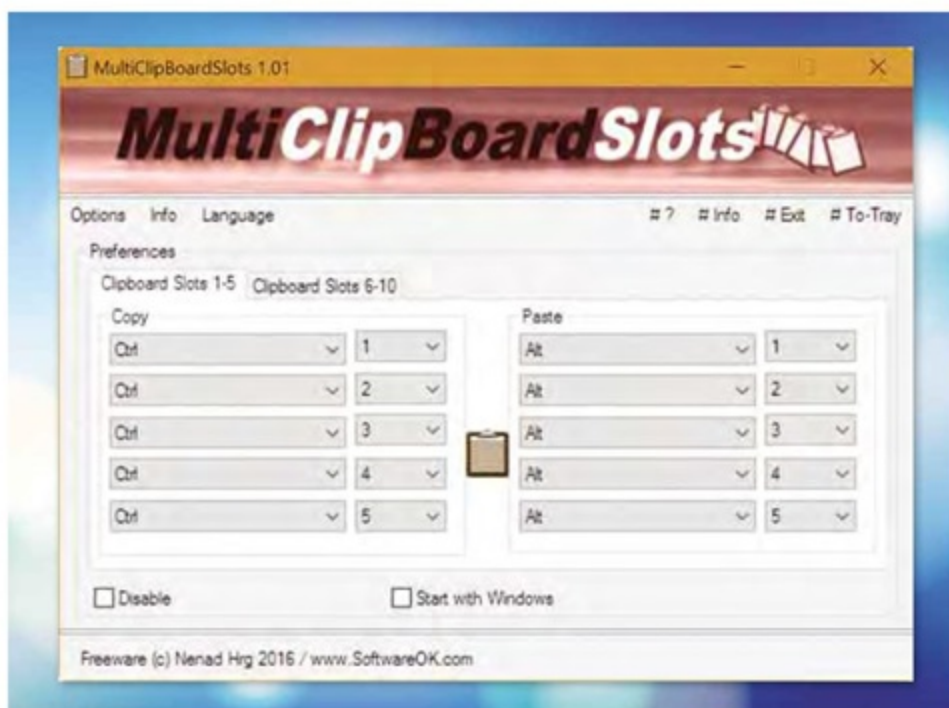 MultiClipBoardSlots 1.01
MultiClipBoardSlots
Options Info Language # ? # Info # Exit # To-Tray
Preferences
Clipboard Slots 1-5 Clipboard Slots 6-10
Copy Paste
Ctrl 1 Alt 1
Ctrl 2 Alt 2
Ctrl 3 Alt 3
Ctrl 4 Alt 4
Ctrl 5 Alt 5
Disable Start with Windows
Freeware (c) Nenad Hrg 2016 / www.SoftwareOK.com